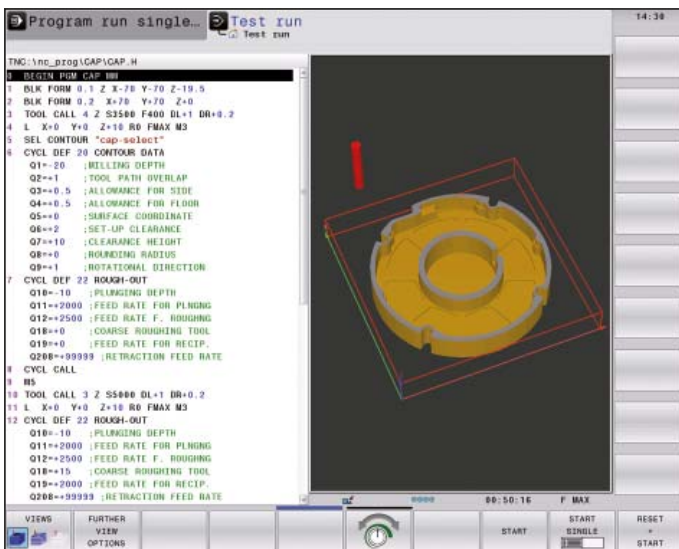 Program run single… Test run
Test run
14:30
TNC:\nc_prog\CAP\CAP.H
0 BEGIN PGM CAP MM
1 BLK FORM 0.1 Z X-70 Y-70 Z-19.5
2 BLK FORM 0.2 X+70 Y+70 Z+0
3 TOOL CALL 4 Z S3500 F400 DL+1 DR+0.2
4 L X+0 Y+0 Z+10 R0 FMAX M3
5 SEL CONTOUR "cap-select"
6 CYCL DEF 20 CONTOUR DATA
Q1=-20 ;MILLING DEPTH
Q2=+1 ;TOOL PATH OVERLAP
Q3=+0.5 ;ALLOWANCE FOR SIDE
Q4=+0.5 ;ALLOWANCE FOR FLOOR
Q5=+0 ;SURFACE COORDINATE
Q6=+2 ;SET-UP CLEARANCE
Q7=+10 ;CLEARANCE HEIGHT
Q8=+0 ;ROUNDING RADIUS
Q9=+1 ;ROTATIONAL DIRECTION
7 CYCL DEF 22 ROUGH-OUT
Q10=-10 ;PLUNGING DEPTH
Q11=+2000 ;FEED RATE FOR PLNGNG
Q12=+2500 ;FEED RATE F. ROUGHNG
Q18=+0 ;COARSE ROUGHING TOOL
Q19=+0 ;FEED RATE FOR RECIP.
Q208=+99999 ;RETRACTION FEED RATE
8 CYCL CALL
9 M5
10 TOOL CALL 3 Z S5000 DL+1 DR+0.2
11 L X+0 Y+0 Z+10 R0 FMAX M3
12 CYCL DEF 22 ROUGH-OUT
Q10=-10 ;PLUNGING DEPTH
Q11=+2000 ;FEED RATE FOR PLNGNG
Q12=+2500 ;FEED RATE F. ROUGHNG
Q18=+15 ;COARSE ROUGHING TOOL
Q19=+2000 ;FEED RATE FOR RECIP.
Q208=+99999 ;RETRACTION FEED RATE
00:50:16 F MAX
VIEWS
FURTHER
VIEW
OPTIONS
START
START
SINGLE
RESET
+
START